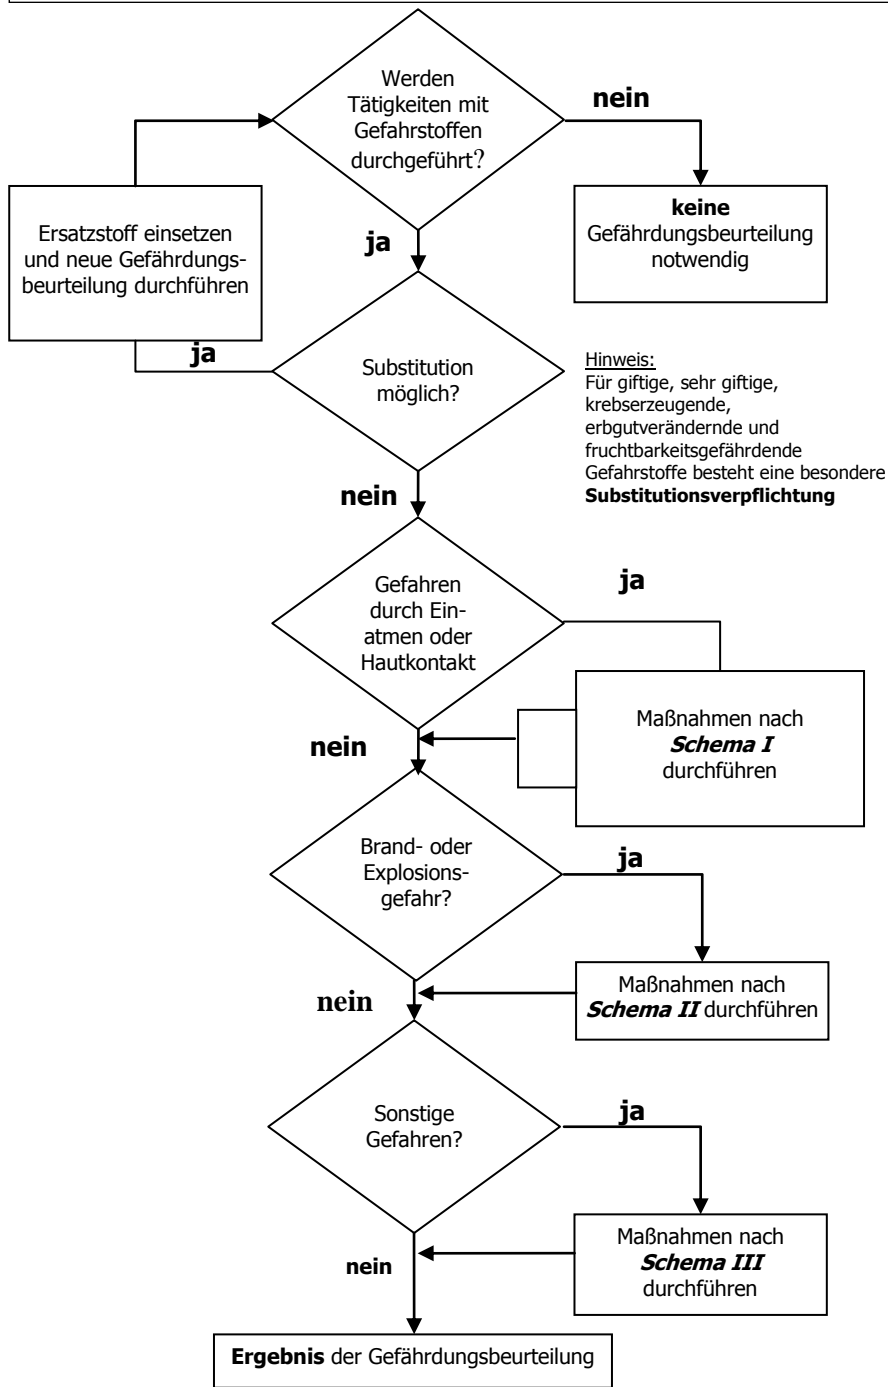 Werden
Tätigkeiten mit
Gefahrstoffen
durchgeführt?
nein
keine
Gefährdungsbeurteilung
notwendig
Ersatzstoff einsetzen
und neue Gefährdungs-
beurteilung durchführen
ja
ja
Substitution
möglich?
Hinweis:
Für giftige, sehr giftige,
krebserzeugende,
erbgutverändernde und
fruchtbarkeitsgefährdende
Gefahrstoffe besteht eine besondere
Substitutionsverpflichtung
nein
Gefahren
durch Ein-
atmen oder
Hautkontakt
ja
Maßnahmen nach
Schema I
durchführen
nein
Brand- oder
Explosions-
gefahr?
ja
Maßnahmen nach
Schema II durchführen
nein
Sonstige
Gefahren?
ja
Maßnahmen nach
Schema III
durchführen
nein
Ergebnis der Gefährdungsbeurteilung